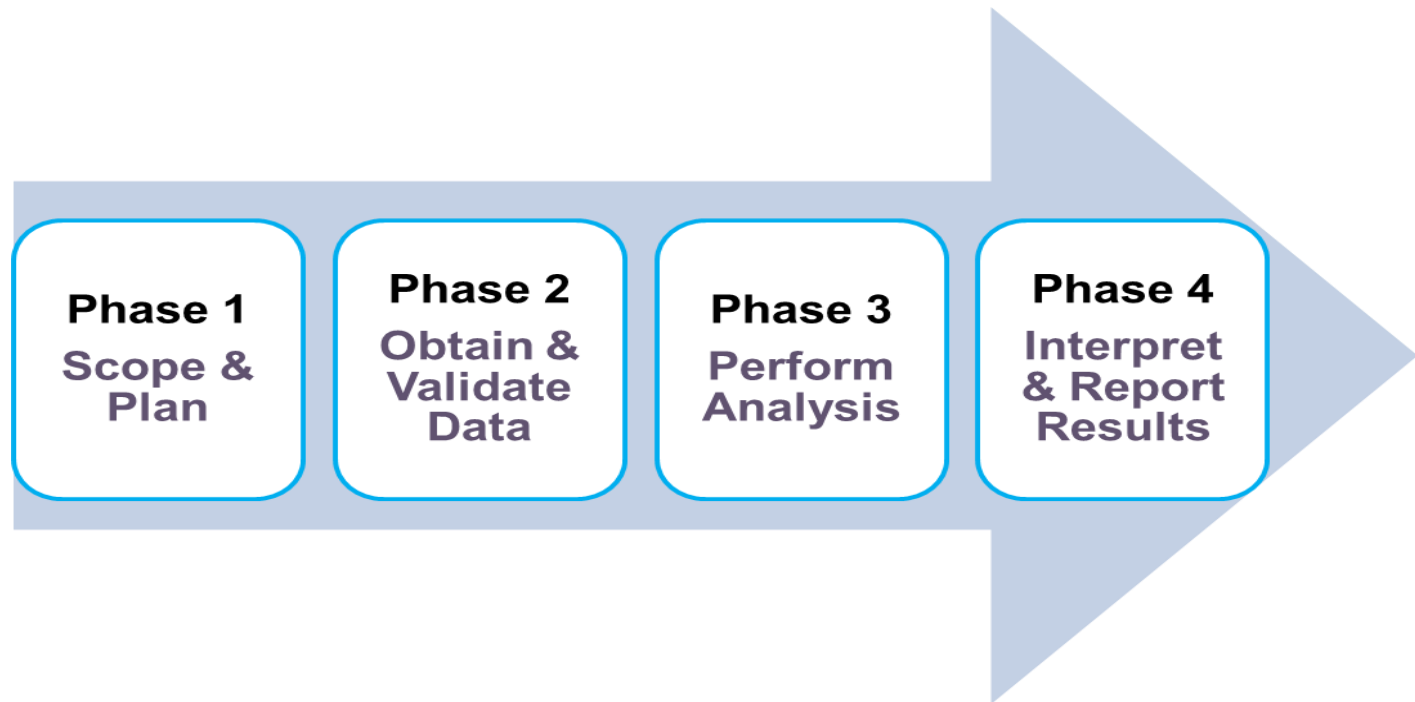 Phase 1
Scope &
Plan
Phase 2
Obtain &
Validate
Data
Phase 3
Perform
Analysis
Phase 4
Interpret
& Report
Results